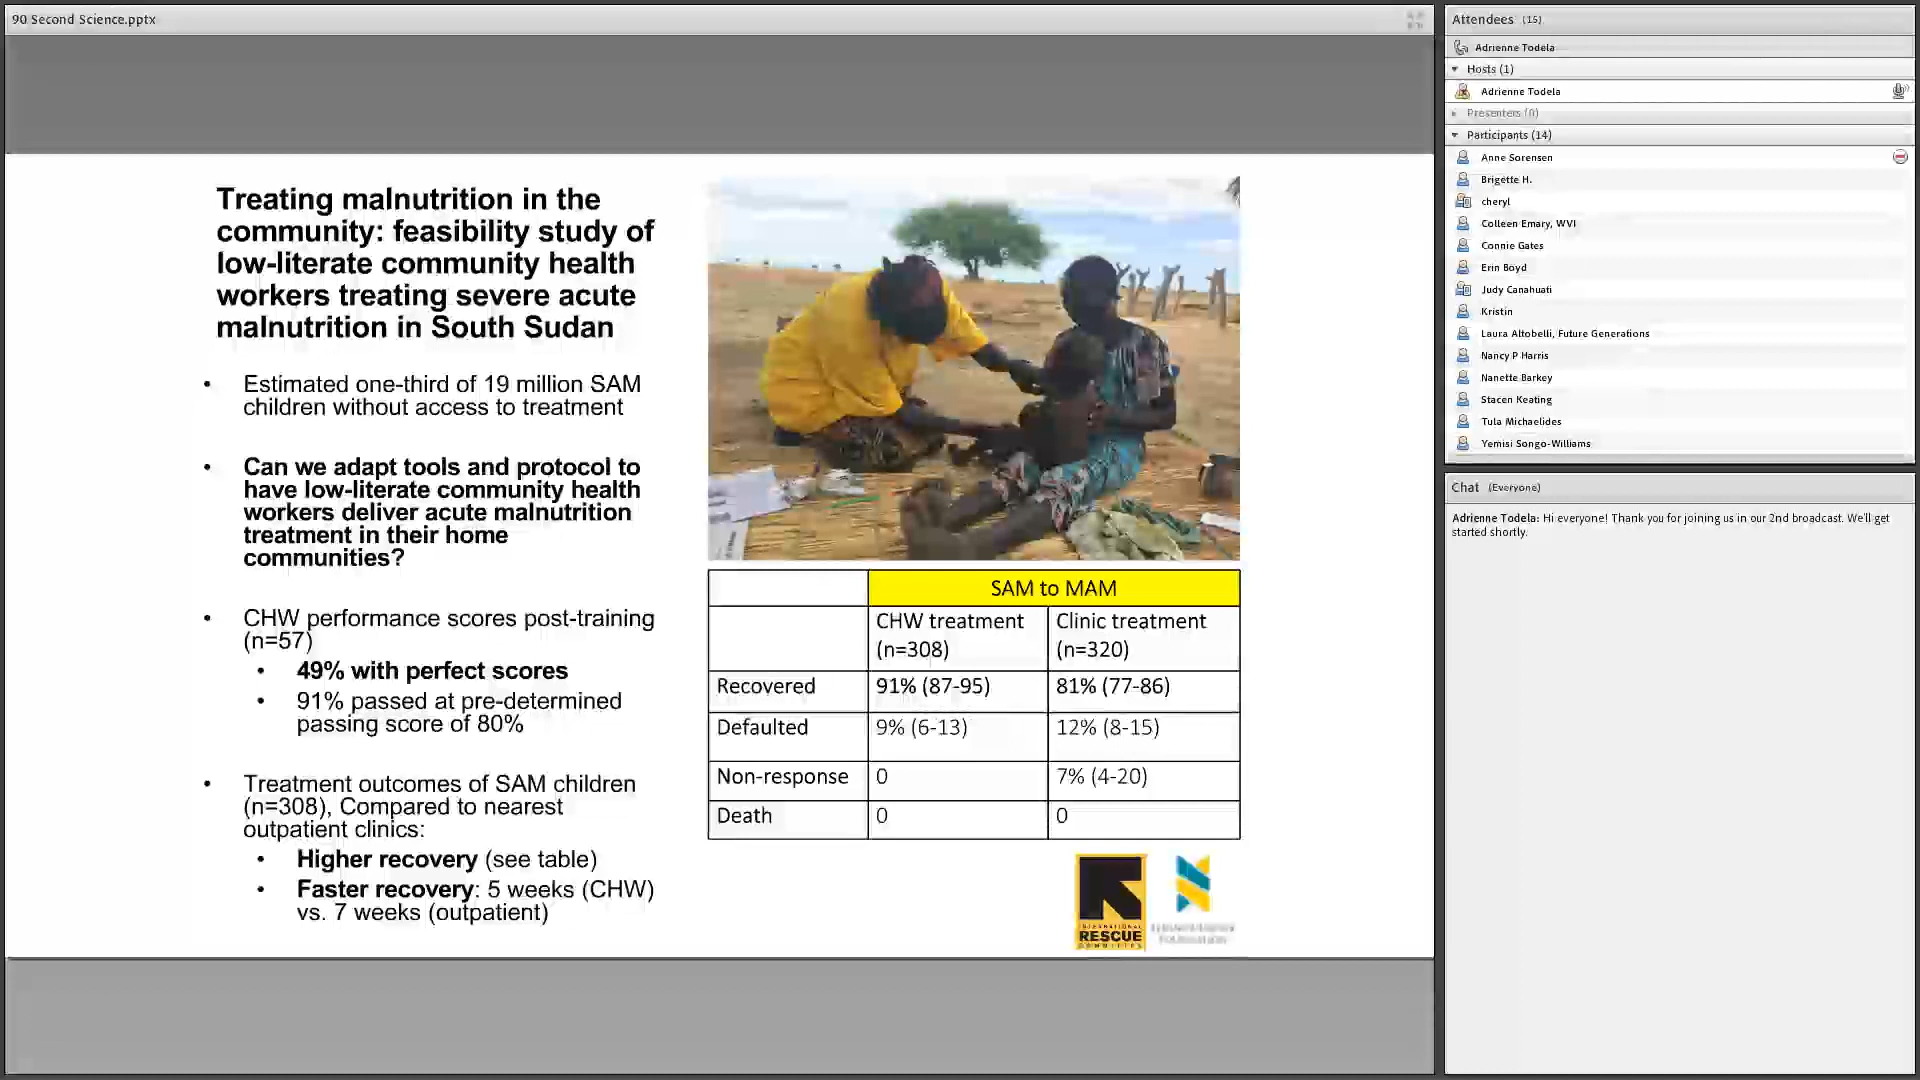 90 Second Science.pptx
Treating malnutrition in the
community: feasibility study of
low-literate community health
workers treating severe acute
malnutrition in South Sudan
• Estimated one-third of 19 million SAM
children without access to treatment
• Can we adapt tools and protocol to
have low-literate community health
workers deliver acute malnutrition
treatment in their home
communities?
• CHW performance scores post-training
(n=57)
• 49% with perfect scores
• 91% passed at pre-determined
passing score of 80%
• Treatment outcomes of SAM children
(n=308), Compared to nearest
outpatient clinics:
• Higher recovery (see table)
• Faster recovery: 5 weeks (CHW)
vs. 7 weeks (outpatient)
SAM to MAM
CHW treatment
(n=308)
Clinic treatment
(n=320)
Recovered 91% (87-95) 81% (77-86)
Defaulted 9% (6-13) 12% (8-15)
Non-response 0 7% (4-20)
Death 0 0
INTERNATIONAL
RESCUE
COMMITTEE
Attendees (15)
Adrienne Todela
Hosts (1)
Adrienne Todela
Presenters (0)
Participants (14)
Anne Sorensen
Brigette H.
cheryl
Colleen Emary, WVI
Connie Gates
Erin Boyd
Judy Canahuati
Kristin
Laura Altobelli, Future Generations
Nancy P Harris
Nanette Barkey
Stacen Keating
Tula Michaelides
Yemisi Songo-Williams
Chat (Everyone)
Adrienne Todela: Hi everyone! Thank you for joining us in our 2nd broadcast. We'll get
started shortly.